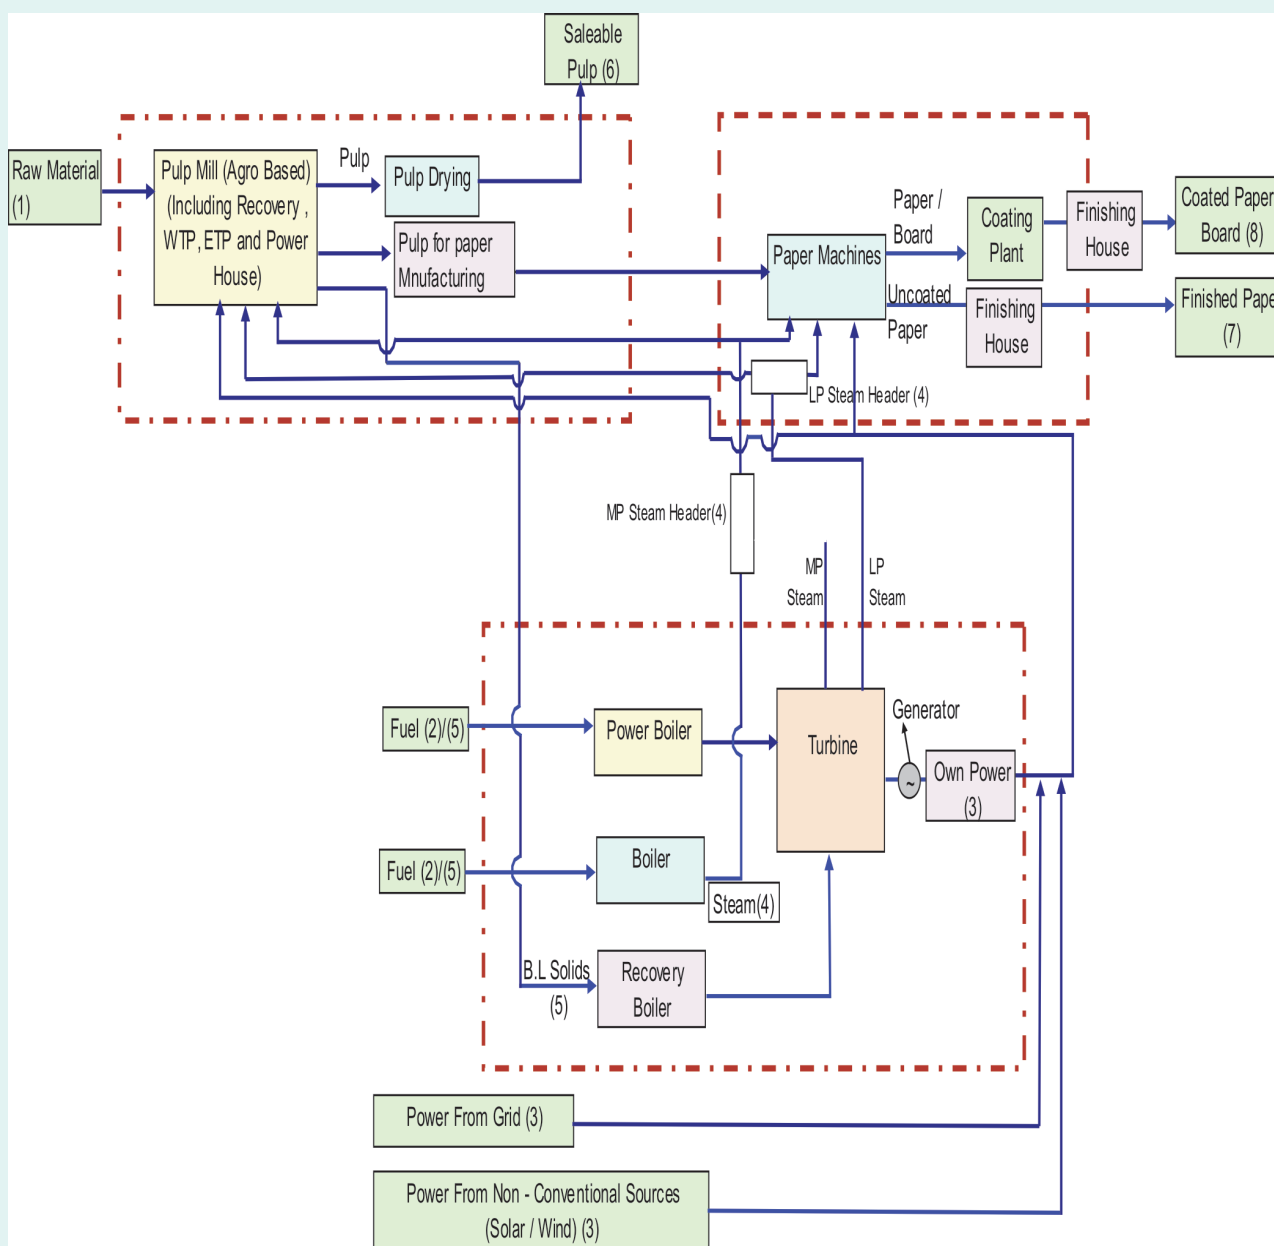 Saleable
Pulp (6)
Raw Material
(1)
Pulp Mill (Agro Based)
(Including Recovery ,
WTP, ETP and Power
House)
Pulp
Pulp Drying
Pulp for paper
Mnufacturing
Paper Machines
Paper /
Board
Uncoated
Paper
Coating
Plant
Finishing
House
Finishing
House
Coated Paper
Board (8)
Finished Pape
(7)
LP Steam Header (4)
MP Steam Header(4)
MP
Steam
LP
Steam
Fuel (2)/(5)
Power Boiler
Turbine
Generator
~
Own Power
(3)
Fuel (2)/(5)
Boiler
Steam(4)
B.L Solids
(5)
Recovery
Boiler
Power From Grid (3)
Power From Non - Conventional Sources
(Solar / Wind) (3)